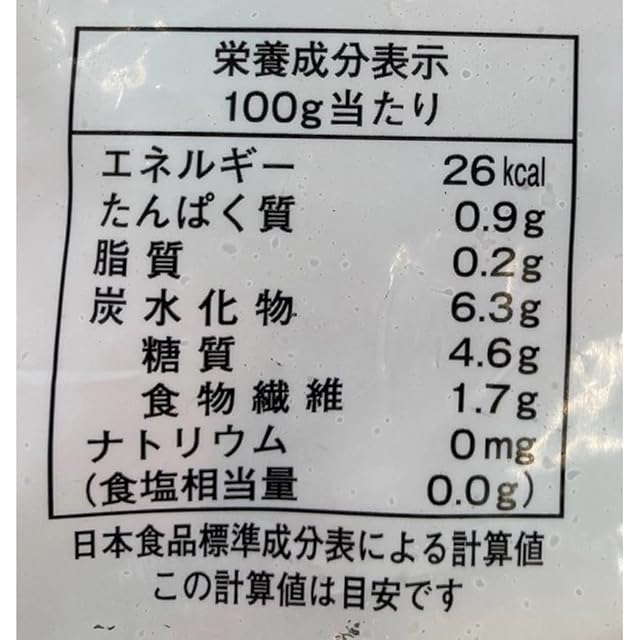 栄養成分表示
100g当たり
エネルギー 26kcal
たんぱく質 0.9g
脂質 0.2g
炭水化物 6.3g
糖質 4.6g
食物繊維 1.7g
ナトリウム 0mg
(食塩相当量 0.0g)
日本食品標準成分表による計算値
この計算値は目安です